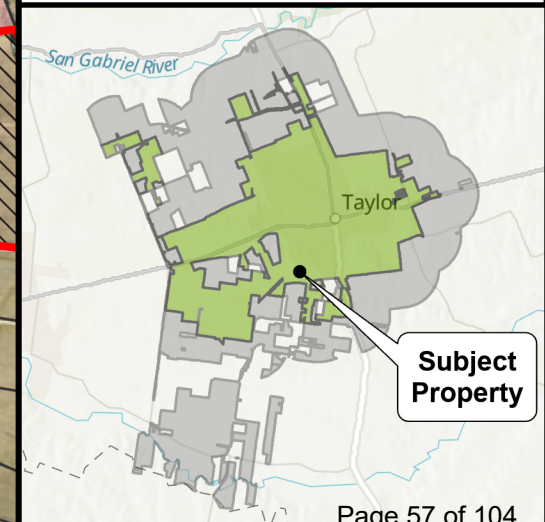 San Gabriel River
Taylor
Subject
Property
Page 57 of 104